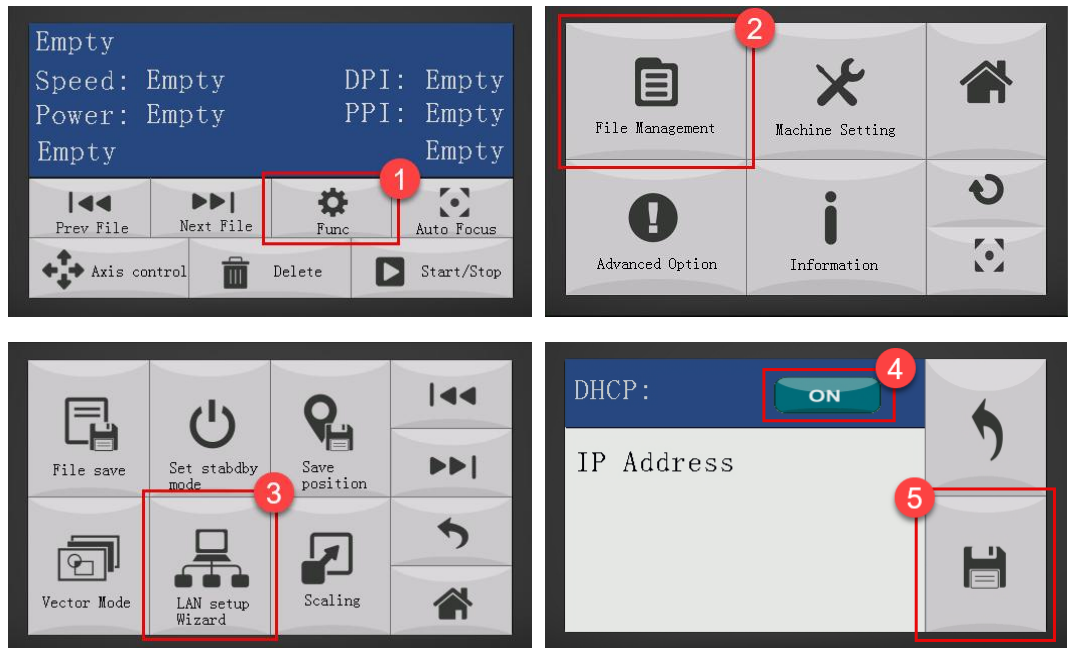 Empty
Speed: Empty DPI: Empty
Power: Empty PPI: Empty
Empty Empty
1
Prev File Next File Func Auto Focus
Axis control Delete Start/Stop
2
File Management Machine Setting
Advanced Option Information
File save Set stabdby mode Save position
3
Vector Mode LAN setup Wizard Scaling
DHCP: ON
4
IP Address
5